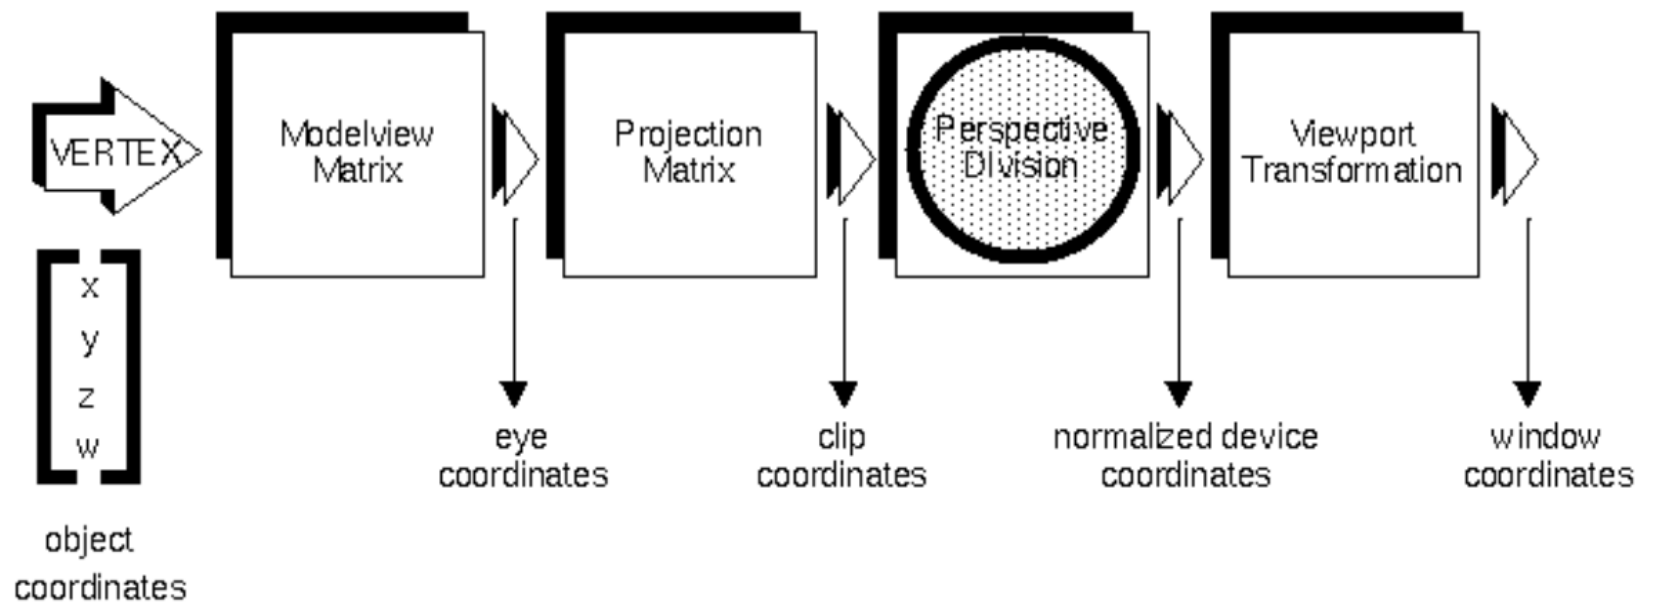 VERTEX
Modelview
Matrix
Projection
Matrix
Perspective
DIvision
Viewport
Transformation
x
y
z
w
object
coordinates
eye
coordinates
clip
coordinates
normalized device
coordinates
window
coordinates